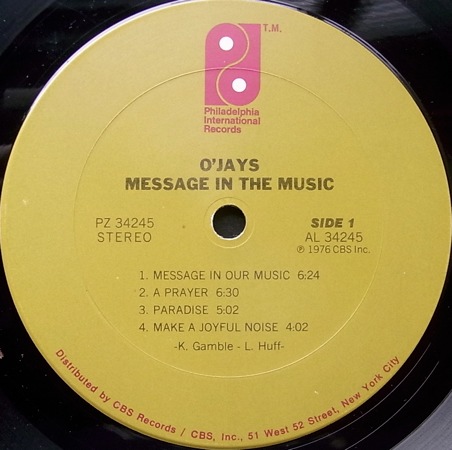 T.M.
Philadelphia
International
Records
O'JAYS
MESSAGE IN THE MUSIC
PZ 34245
STEREO
SIDE 1
AL 34245
℗ 1976 CBS Inc.
1. MESSAGE IN OUR MUSIC 6:24
2. A PRAYER 6:30
3. PARADISE 5:02
4. MAKE A JOYFUL NOISE 4:02
-K. Gamble - L. Huff-
Distributed by CBS Records / CBS, Inc., 51 West 52 Street, New York City